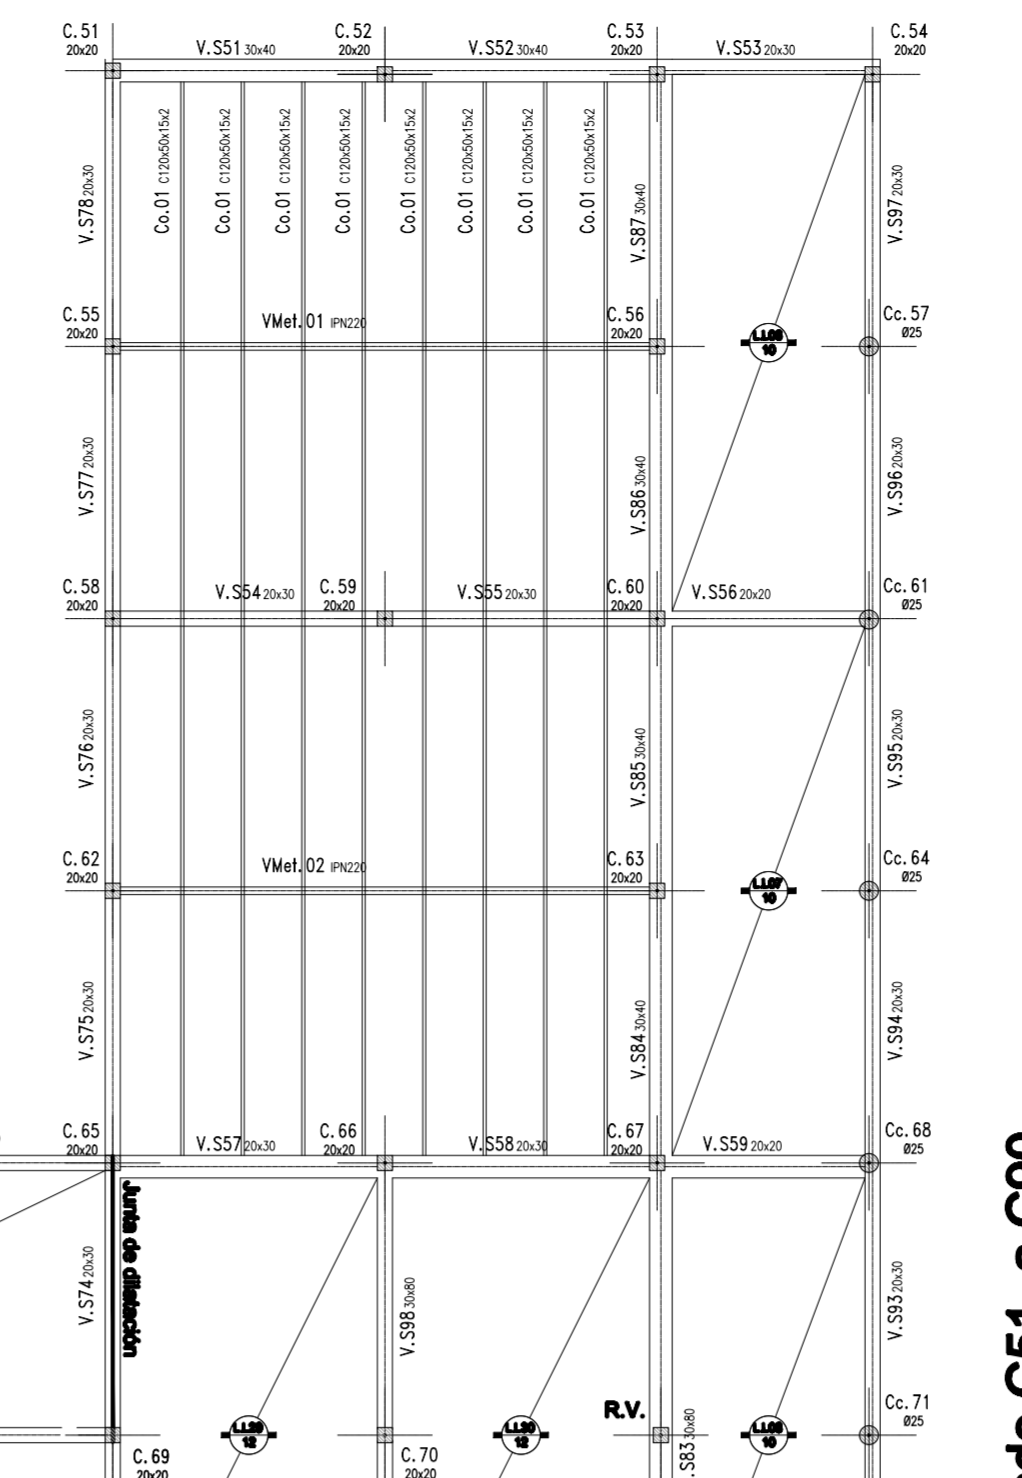 C.51
20x20
V.S51 30x40
C.52
20x20
V.S52 30x40
C.53
20x20
V.S53 20x30
C.54
20x20
V.S78 20x30
Co.01 C120x50x15x2
Co.01 C120x50x15x2
Co.01 C120x50x15x2
Co.01 C120x50x15x2
Co.01 C120x50x15x2
Co.01 C120x50x15x2
Co.01 C120x50x15x2
Co.01 C120x50x15x2
V.S87 30x40
V.S97 20x30
C.55
20x20
VMet.01 IPN220
C.56
20x20
10
Cc.57
Ø25
V.S77 20x30
V.S86 30x40
V.S96 20x30
C.58
20x20
V.S54 20x30
C.59
20x20
V.S55 20x30
C.60
20x20
V.S56 20x20
Cc.61
Ø25
V.S76 20x30
V.S85 30x40
V.S95 20x30
C.62
20x20
VMet.02 IPN220
C.63
20x20
L.I.07
10
Cc.64
Ø25
V.S75 20x30
V.S84 30x40
V.S94 20x30
C.65
20x20
V.S57 20x30
C.66
20x20
V.S58 20x30
C.67
20x20
V.S59 20x20
Cc.68
Ø25
Junta de dilatación
V.S74 20x30
V.S98 30x80
V.S93 20x30
12
12
R.V.
.S83 30x80
10
Cc.71
Ø25
C.69
20x20
C.70
20x20
de C51